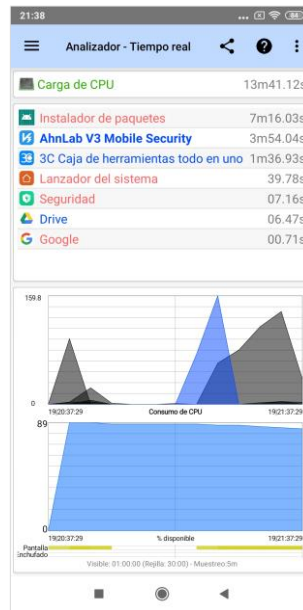 21:38
... 84
Analizador - Tiempo real
Carga de CPU 13m41.12s
Instalador de paquetes 7m16.03s
AhnLab V3 Mobile Security 3m54.04s
3C Caja de herramientas todo en uno 1m36.93s
Lanzador del sistema 39.78s
Seguridad 07.16s
Drive 06.47s
Google 00.71s
159.8
0
19|20:37:29 Consumo de CPU 19|21:37:29
89
0
19|20:37:29 % disponible 19|21:37:29
Pantalla
Enchufado
Visible: 01:00:00 (Rejilla: 30:00) - Muestreo:5m